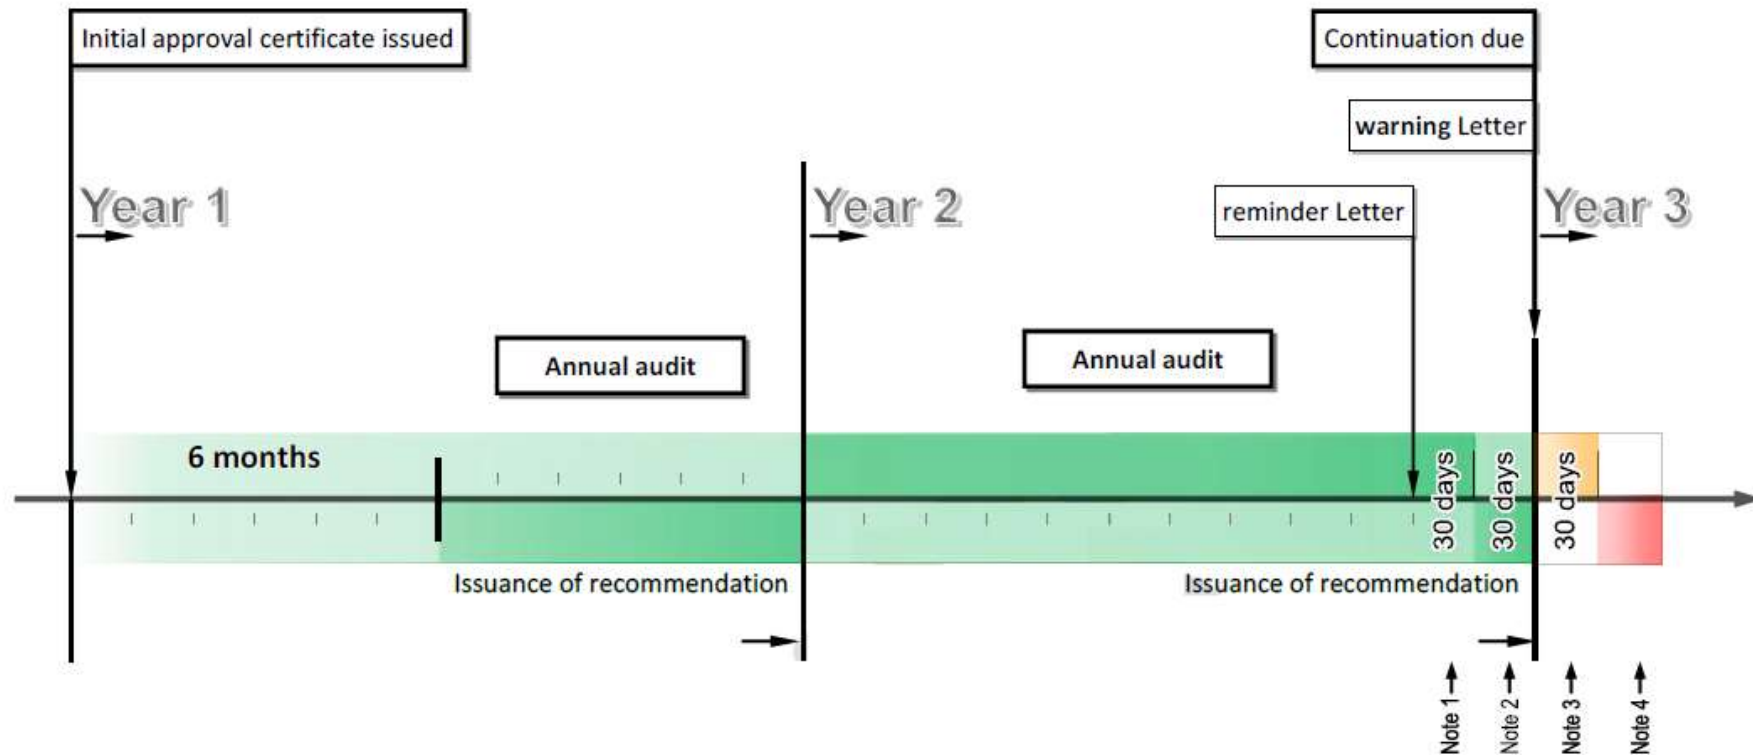 Initial approval certificate issued
Continuation due
warning Letter
Year 1
Year 2
reminder Letter
Year 3
Annual audit
Annual audit
6 months
30 days
30 days
30 days
Issuance of recommendation
Issuance of recommendation
Note 1
Note 2
Note 3
Note 4